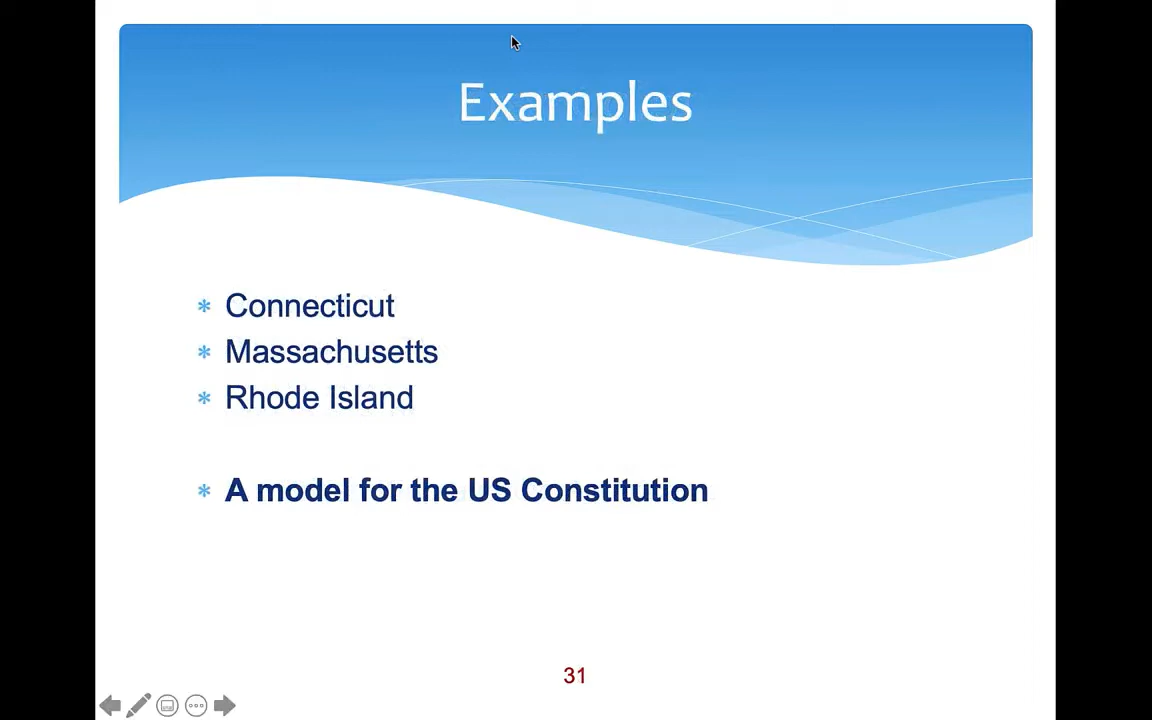 Examples
* Connecticut
* Massachusetts
* Rhode Island
* A model for the US Constitution
31